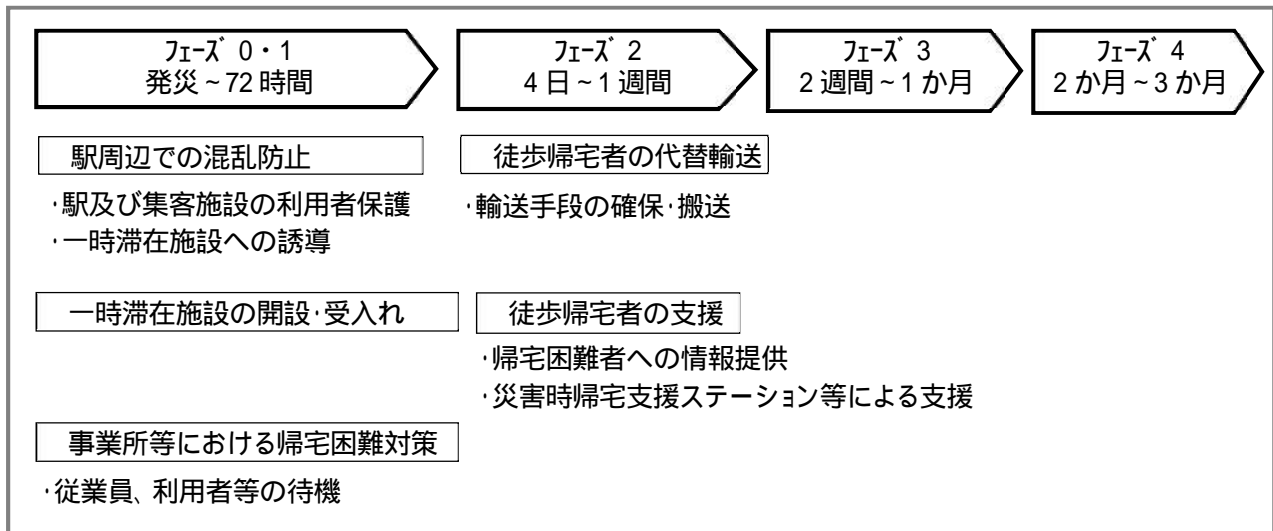 ﾌｪｰｽﾞ 0・1
発災～72 時間
ﾌｪｰｽﾞ 2
4 日～1 週間
ﾌｪｰｽﾞ 3
2 週間～1 か月
ﾌｪｰｽﾞ 4
2 か月～3 か月
駅周辺での混乱防止
・駅及び集客施設の利用者保護
・一時滞在施設への誘導
徒歩帰宅者の代替輸送
・輸送手段の確保・搬送
一時滞在施設の開設・受入れ
徒歩帰宅者の支援
・帰宅困難者への情報提供
・災害時帰宅支援ステーション等による支援
事業所等における帰宅困難対策
・従業員、利用者等の待機